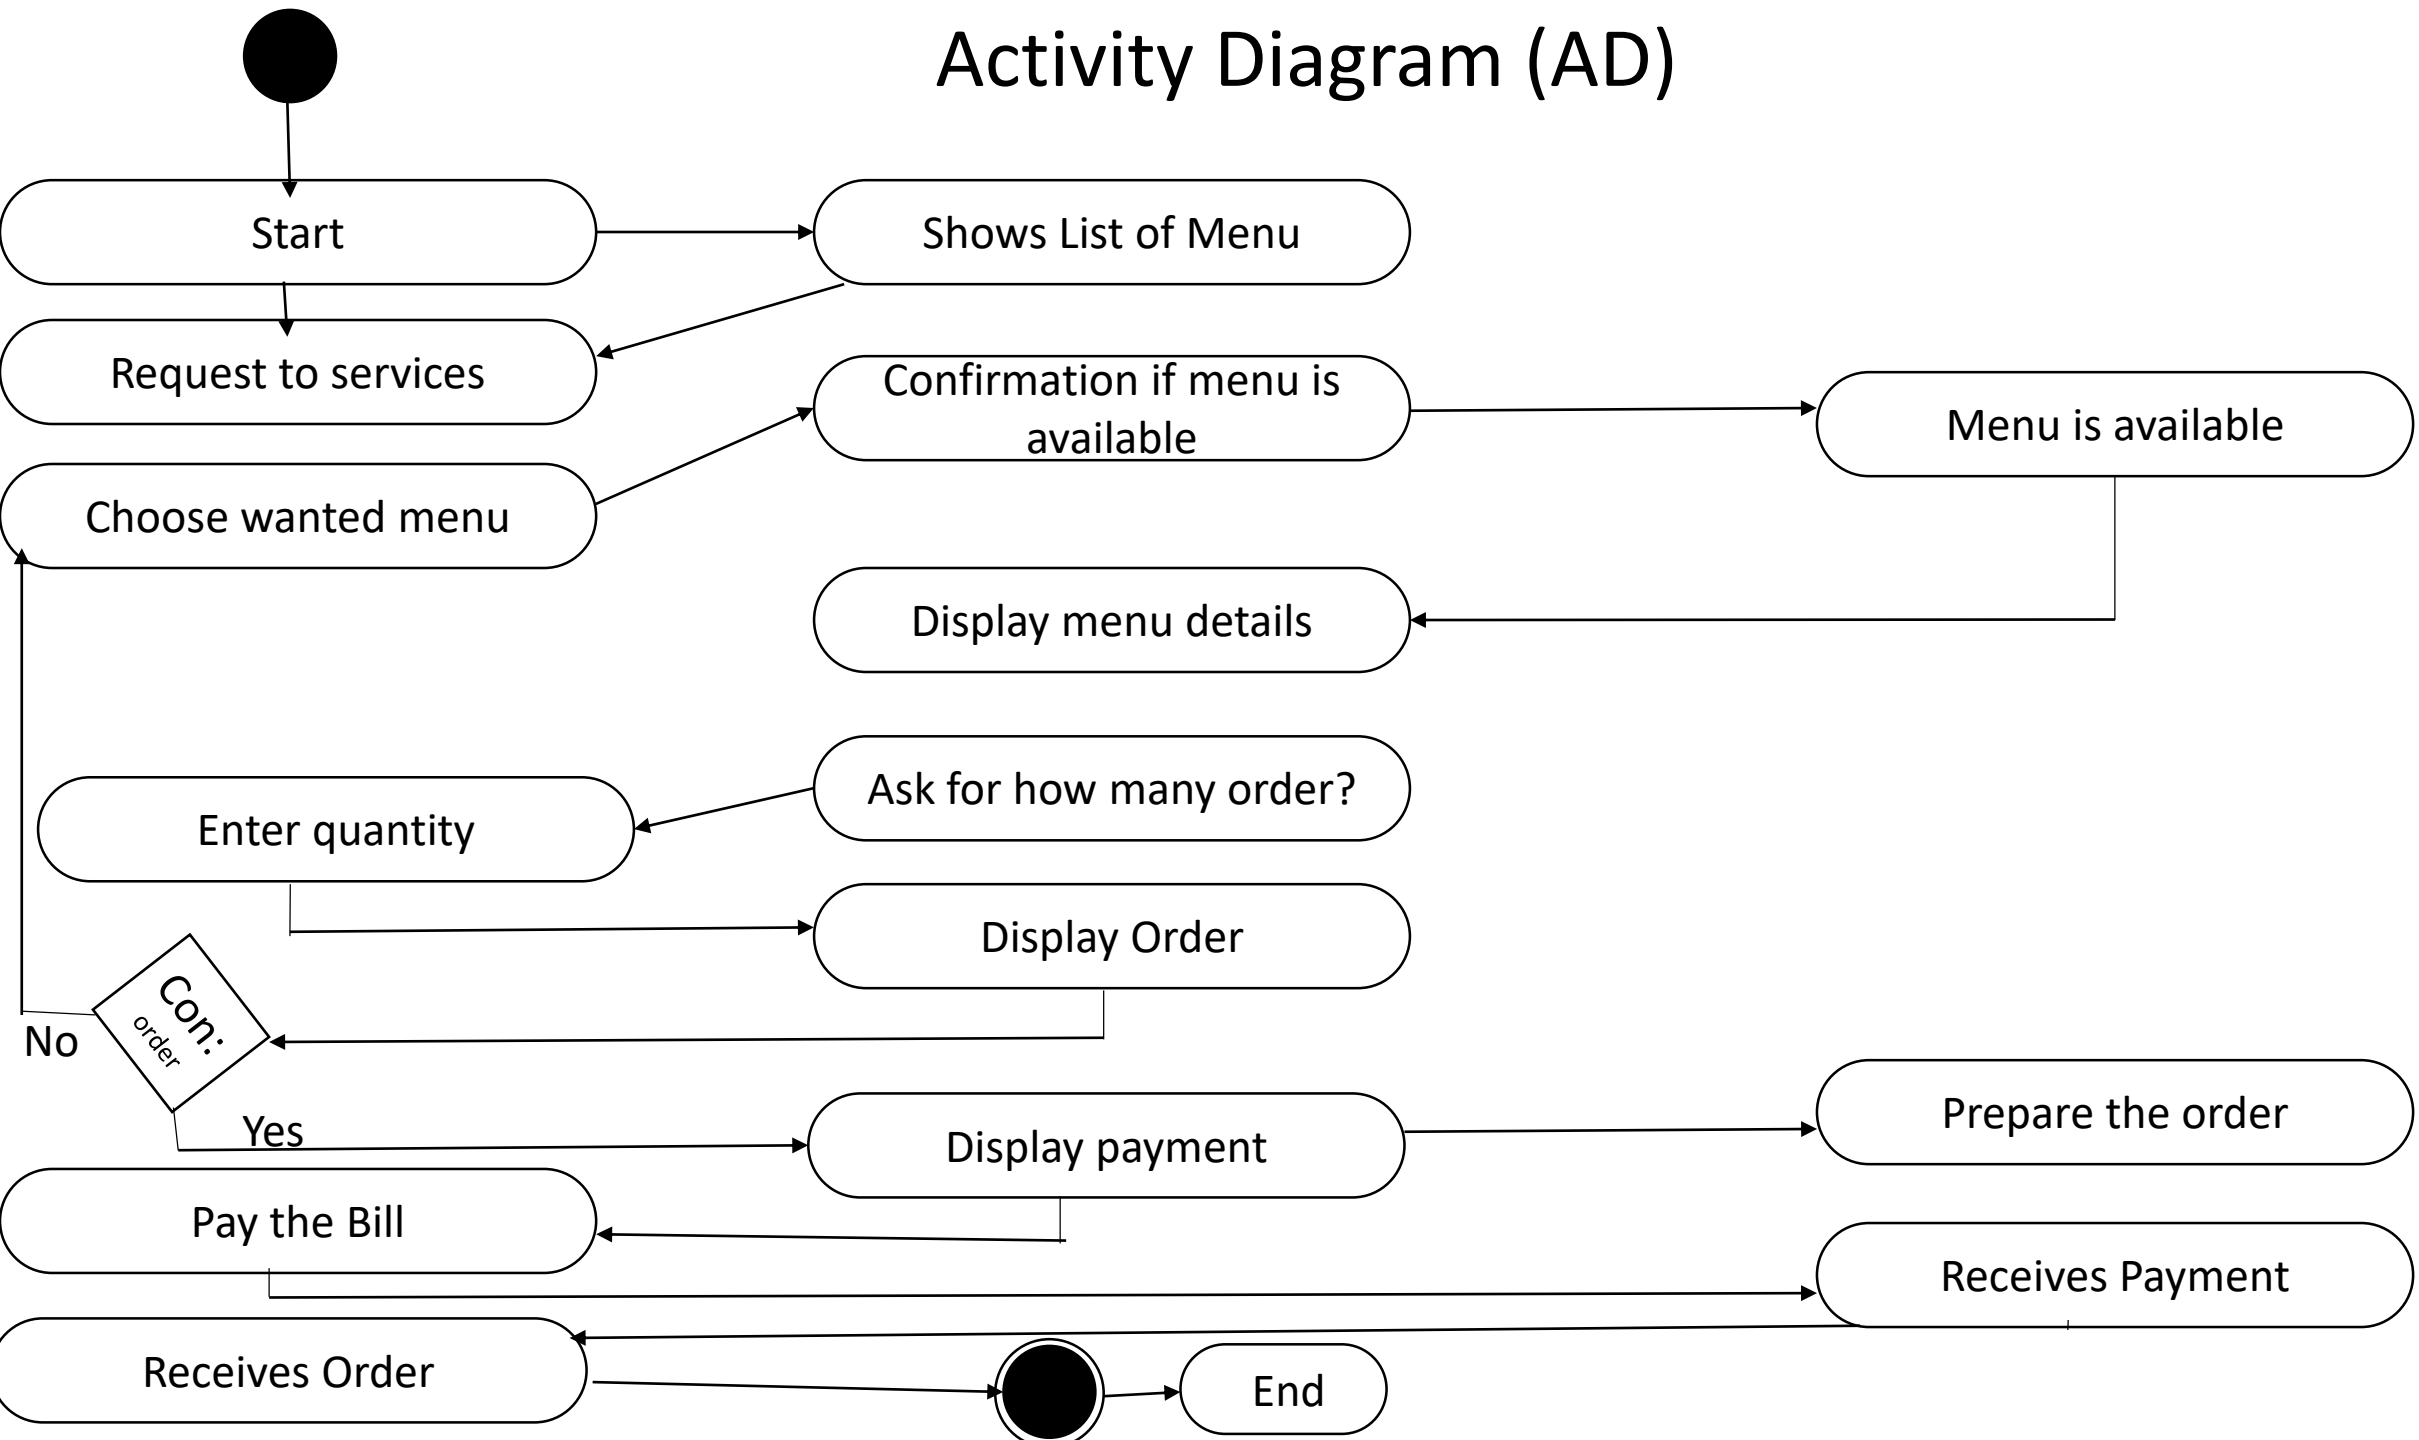 Activity Diagram (AD)
Start
Shows List of Menu
Request to services
Confirmation if menu is
available
Menu is available
Choose wanted menu
Display menu details
Ask for how many order?
Enter quantity
Display Order
Con:
order
No
Yes
Display payment
Prepare the order
Pay the Bill
Receives Payment
Receives Order
End